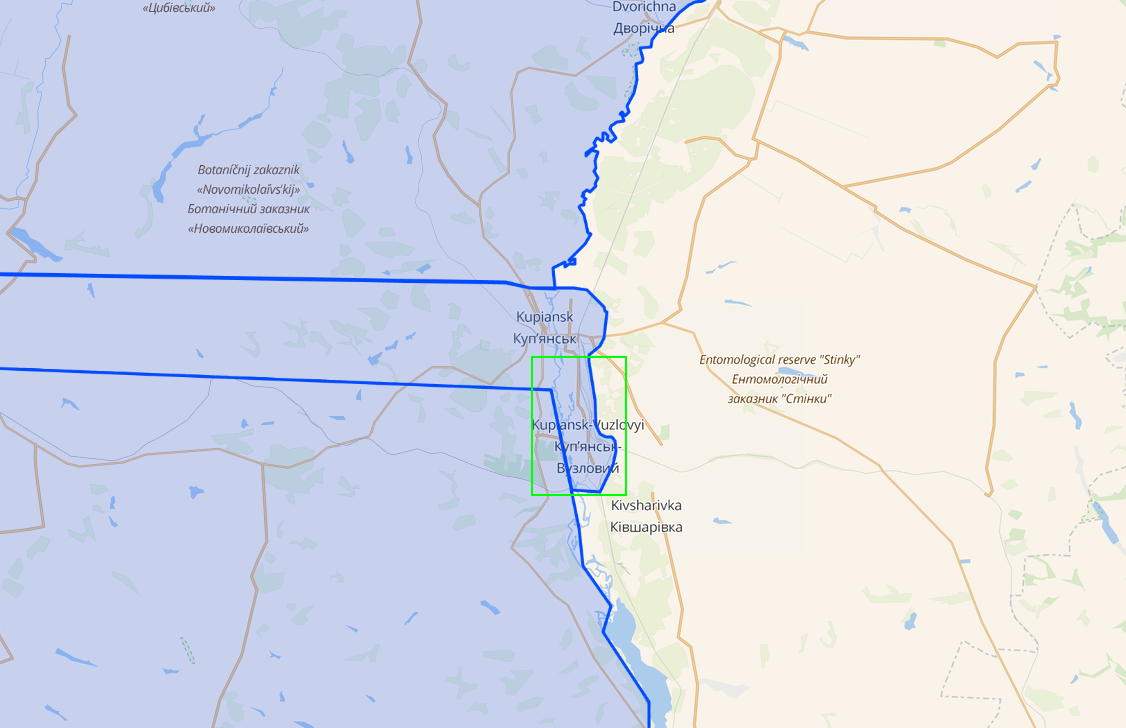 «Цибівський»
Dvorichna
Дворічна
Botaníčnij zakaznik
«Novomikolaívs'kij»
Ботанічний заказник
«Новомиколаївський»
Kupiansk
Куп'янськ
Entomological reserve "Stinky"
Ентомологічний
заказник "Стінки"
Kupiansk-Vuzlovyi
Куп'янськ-
Вузловий
Kivsharivka
Ківшарівка